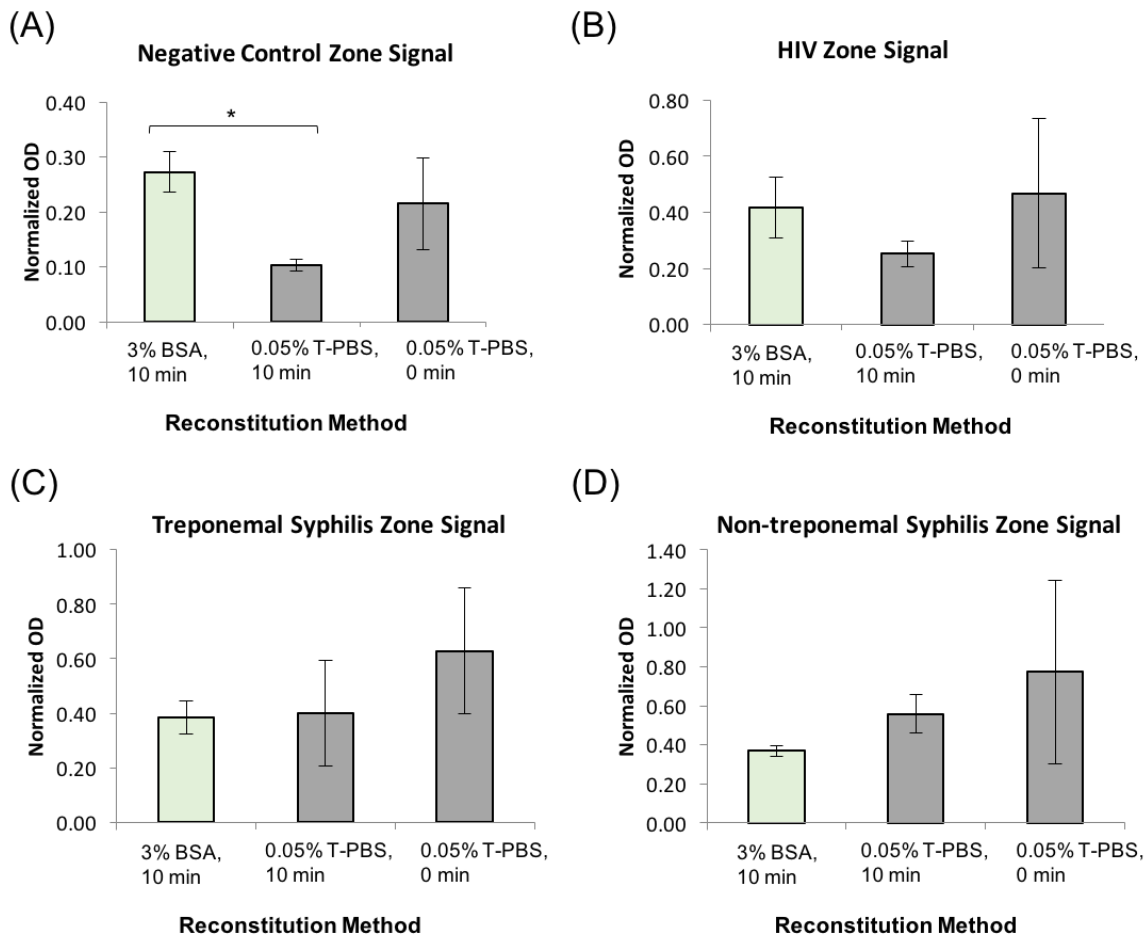 (A)
Negative Control Zone Signal
Normalized OD
0.40
0.30
0.20
0.10
0.00
*
3% BSA,
10 min
0.05% T-PBS,
10 min
0.05% T-PBS,
0 min
Reconstitution Method
(B)
HIV Zone Signal
Normalized OD
0.80
0.60
0.40
0.20
0.00
3% BSA,
10 min
0.05% T-PBS,
10 min
0.05% T-PBS,
0 min
Reconstitution Method
(C)
Treponemal Syphilis Zone Signal
Normalized OD
1.00
0.80
0.60
0.40
0.20
0.00
3% BSA,
10 min
0.05% T-PBS,
10 min
0.05% T-PBS,
0 min
Reconstitution Method
(D)
Non-treponemal Syphilis Zone Signal
Normalized OD
1.40
1.20
1.00
0.80
0.60
0.40
0.20
0.00
3% BSA,
10 min
0.05% T-PBS,
10 min
0.05% T-PBS,
0 min
Reconstitution Method